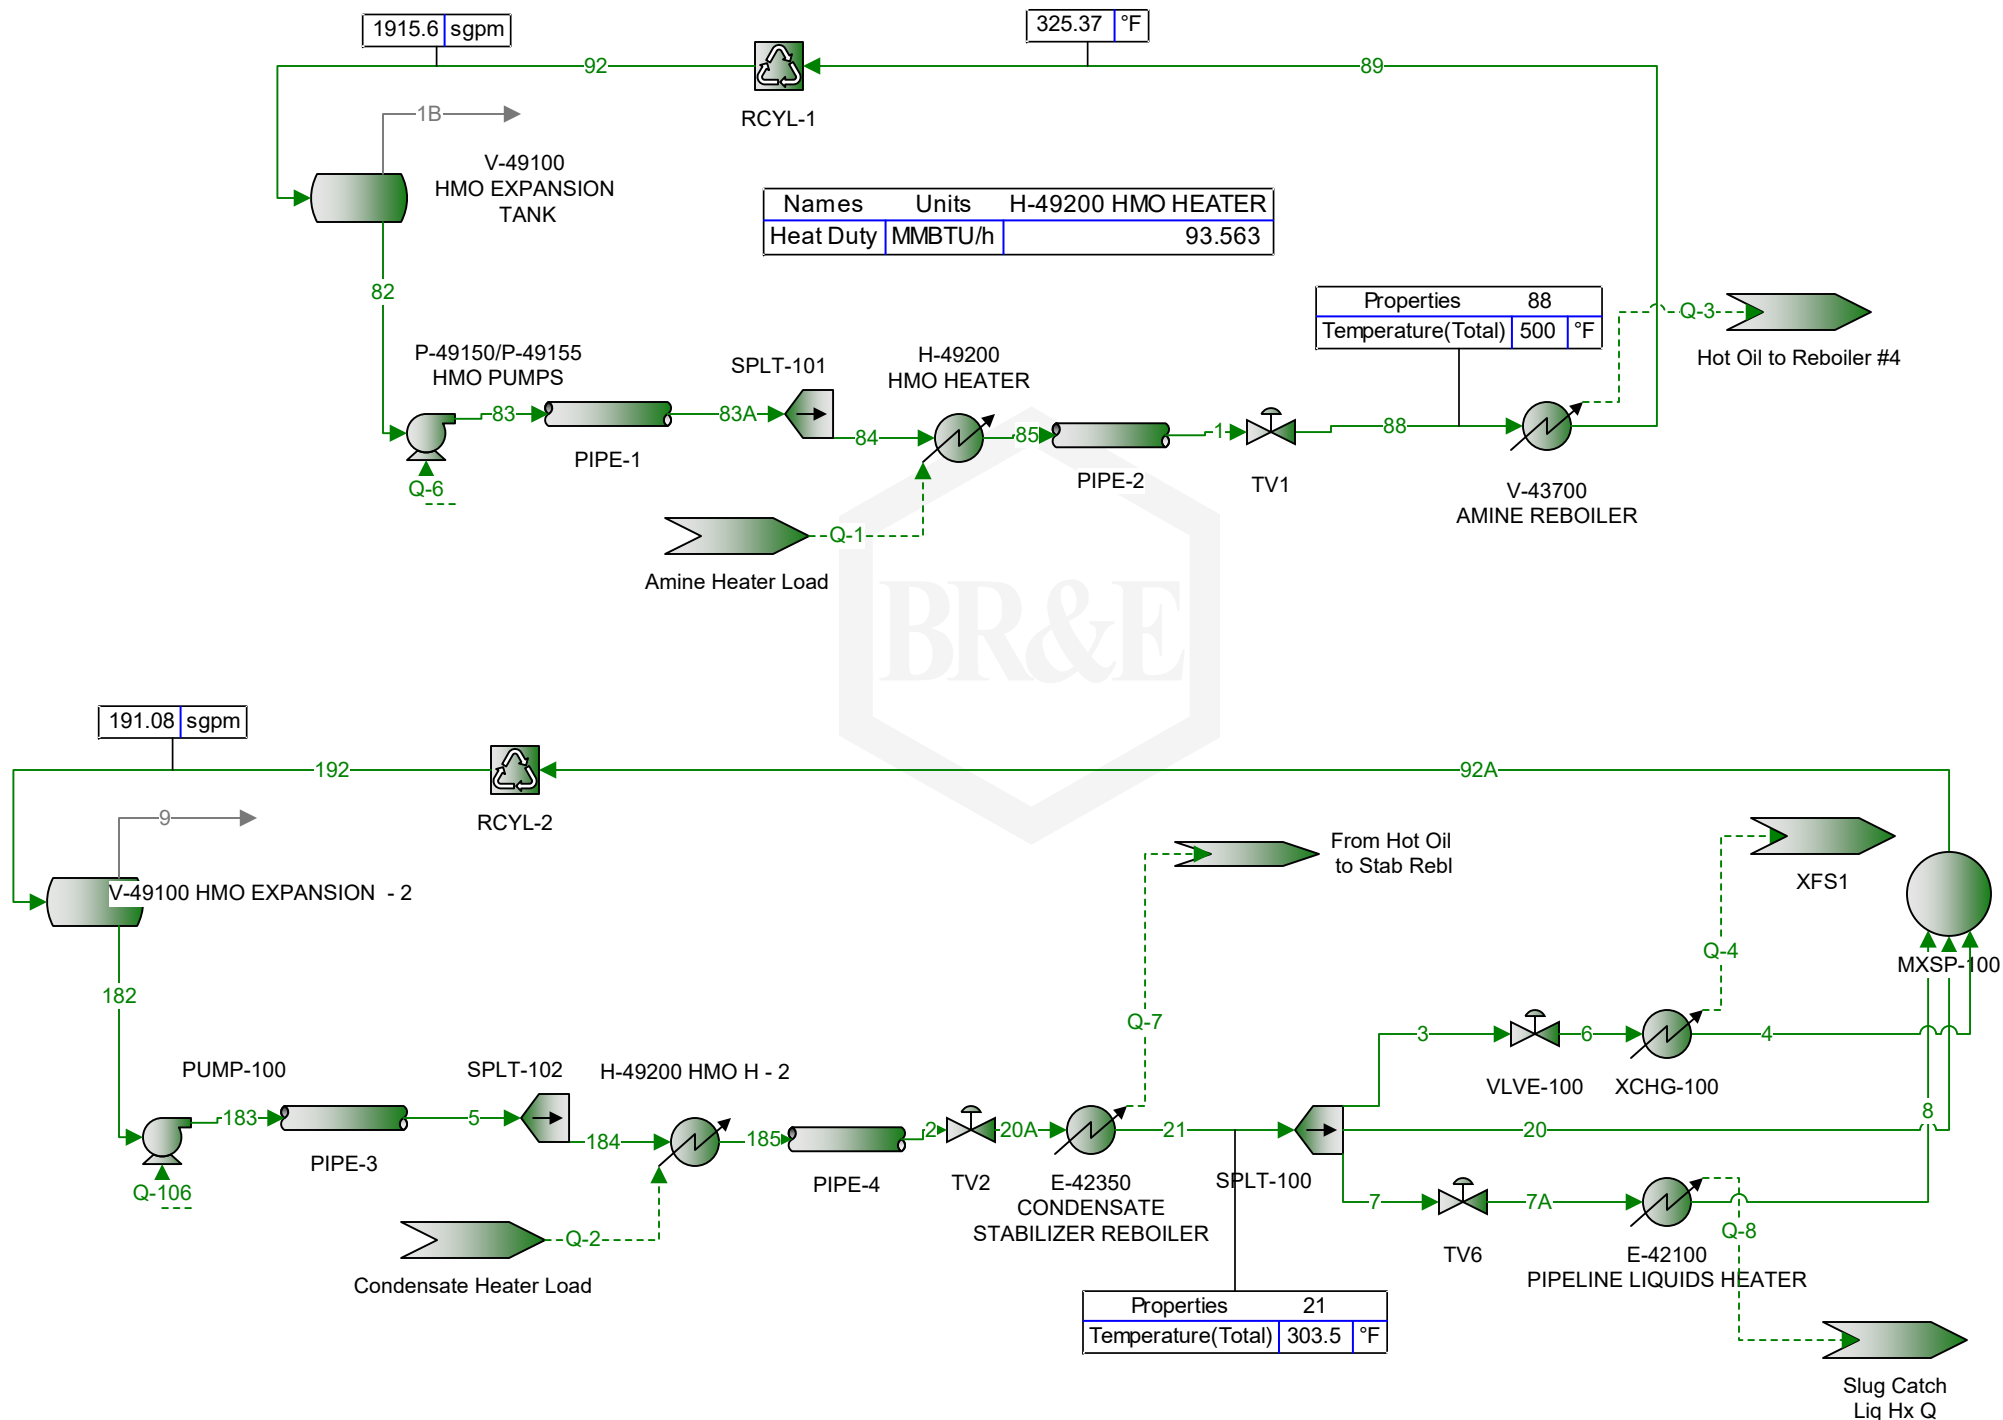 1915.6 sgpm
325.37 °F
92
89
RCYL-1
1B
V-49100
HMO EXPANSION
TANK
Names Units H-49200 HMO HEATER
Heat Duty MMBTU/h 93.563
82
Properties 88
Temperature(Total) 500 °F
Q-3
Hot Oil to Reboiler #4
P-49150/P-49155
HMO PUMPS
SPLT-101
H-49200
HMO HEATER
83
83A
84
85
1
88
PIPE-1
PIPE-2
TV1
V-43700
AMINE REBOILER
Q-6
Q-1
Amine Heater Load
BR&E
191.08 sgpm
192
92A
RCYL-2
9
From Hot Oil
to Stab Rebl
V-49100 HMO EXPANSION - 2
XFS1
Q-4
MXSP-100
182
Q-7
3
6
4
VLVE-100
XCHG-100
PUMP-100
SPLT-102
H-49200 HMO H - 2
183
5
184
185
2
20A
21
20
8
PIPE-3
PIPE-4
TV2
E-42350
CONDENSATE
STABILIZER REBOILER
SPLT-100
Q-106
7
7A
Q-8
Q-2
TV6
E-42100
PIPELINE LIQUIDS HEATER
Condensate Heater Load
Properties 21
Temperature(Total) 303.5 °F
Slug Catch
Liq Hx Q